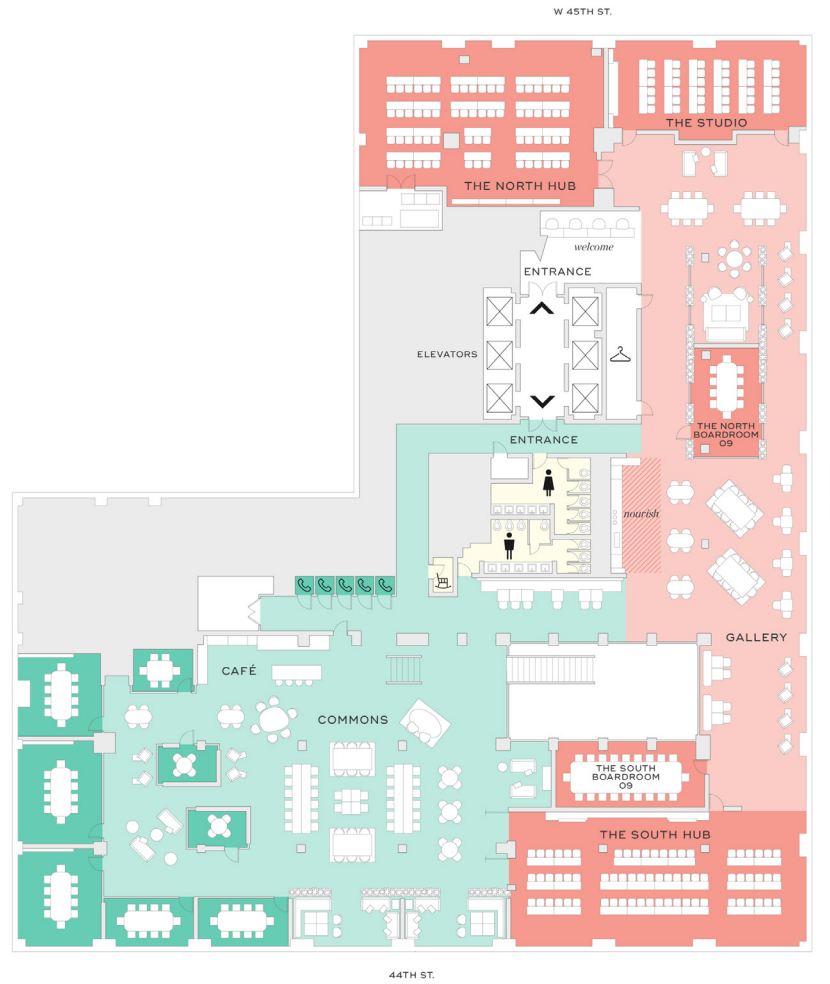 W 45TH ST.
THE STUDIO
THE NORTH HUB
welcome
ENTRANCE
ELEVATORS
THE NORTH
BOARDROOM
09
ENTRANCE
nourish
GALLERY
CAFÉ
COMMONS
THE SOUTH
BOARDROOM
09
THE SOUTH HUB
44TH ST.